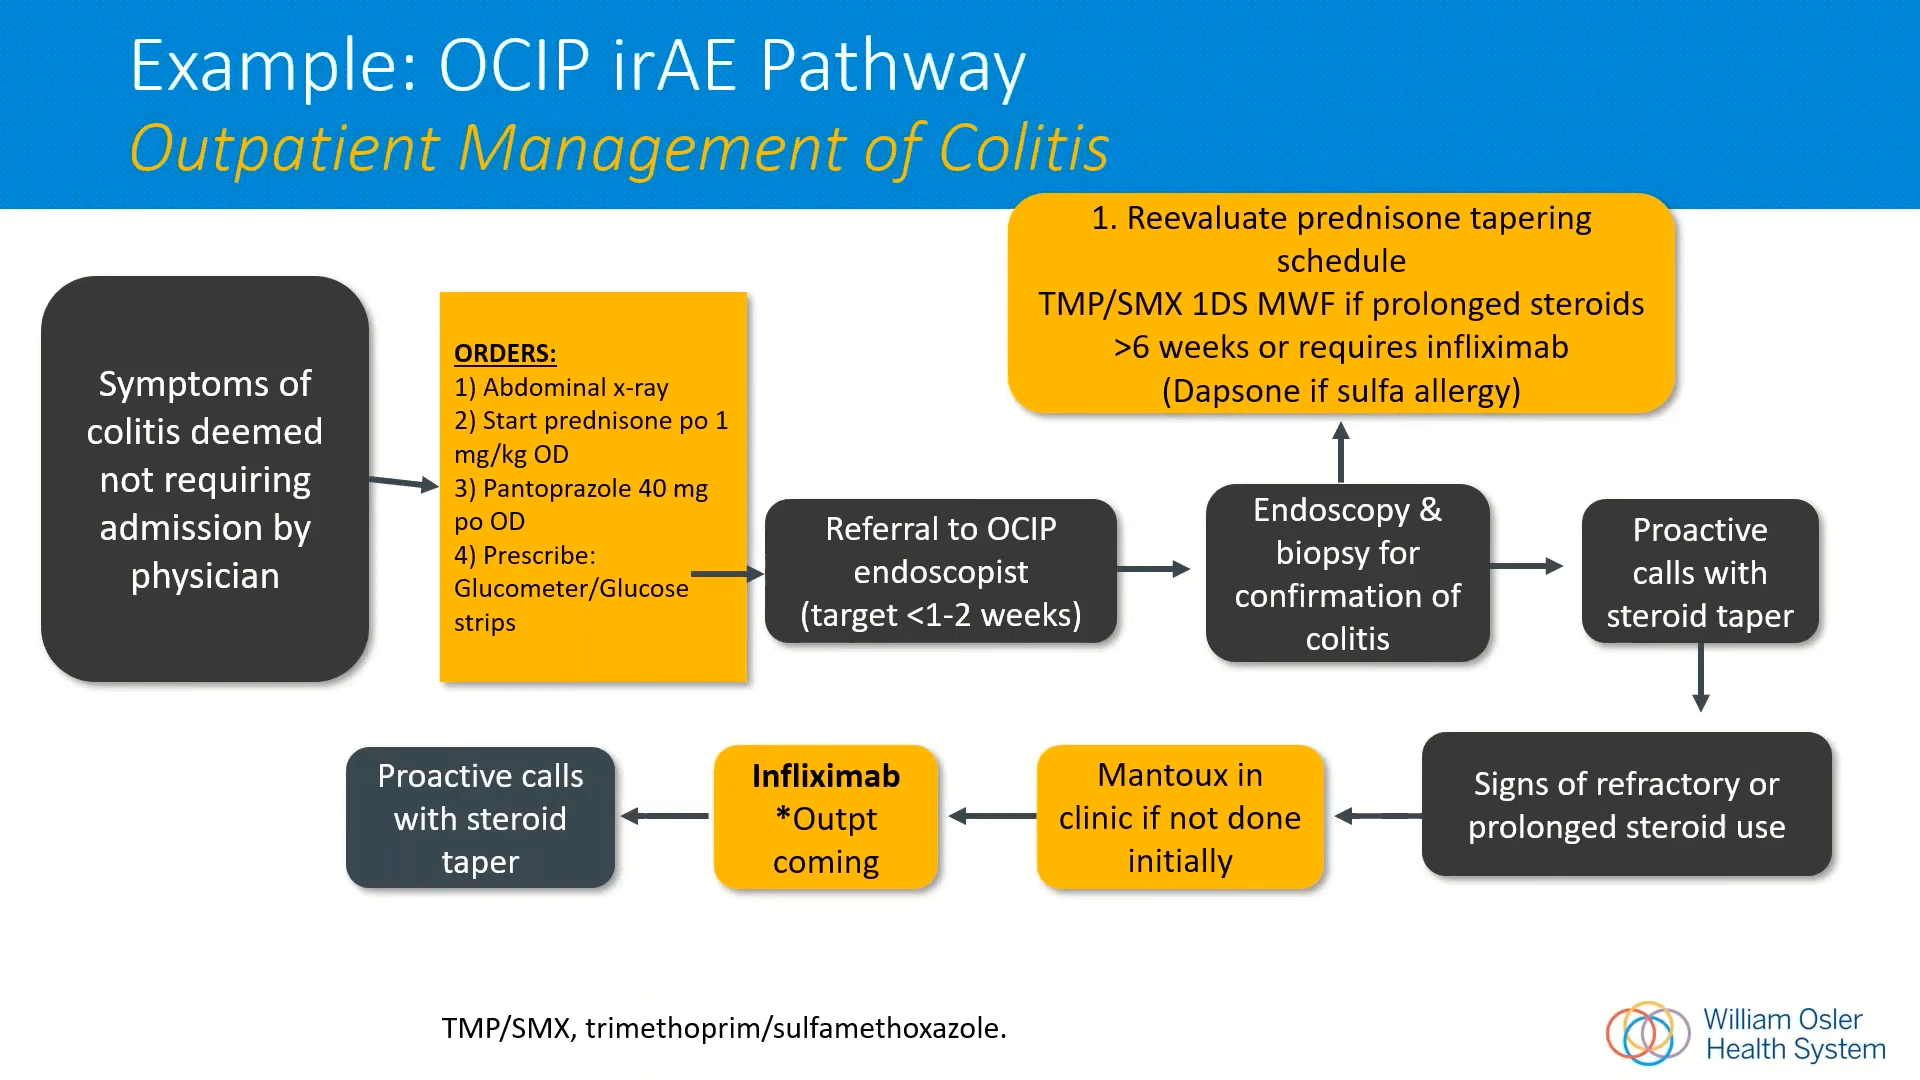 Example: OCIP irAE Pathway
Outpatient Management of Colitis
1. Reevaluate prednisone tapering
schedule
TMP/SMX 1DS MWF if prolonged steroids
>6 weeks or requires infliximab
(Dapsone if sulfa allergy)
Symptoms of
colitis deemed
not requiring
admission by
physician
ORDERS:
1) Abdominal x-ray
2) Start prednisone po 1
mg/kg OD
3) Pantoprazole 40 mg
po OD
4) Prescribe:
Glucometer/Glucose
strips
Referral to OCIP
endoscopist
(target <1-2 weeks)
Endoscopy &
biopsy for
confirmation of
colitis
Proactive
calls with
steroid taper
Signs of refractory or
prolonged steroid use
Mantoux in
clinic if not done
initially
Infliximab
*Outpt
coming
Proactive calls
with steroid
taper
TMP/SMX, trimethoprim/sulfamethoxazole.
William Osler
Health System